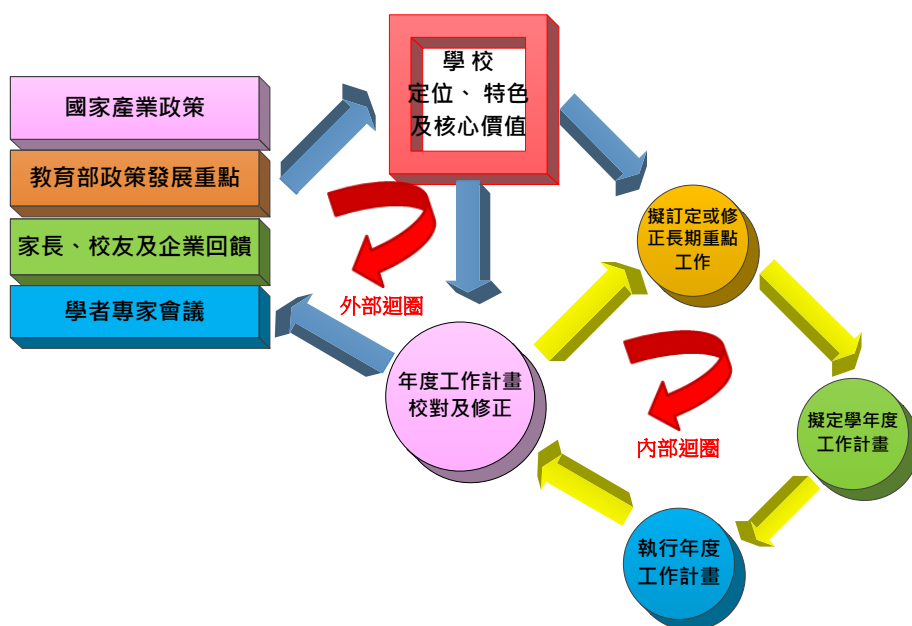 學校
定位、特色
及核心價值
國家產業政策
教育部政策發展重點
家長、校友及企業回饋
學者專家會議
外部迴圈
擬訂定或修
正長期重點
工作
年度工作計畫
校對及修正
內部迴圈
擬定學年度
工作計畫
執行年度
工作計畫